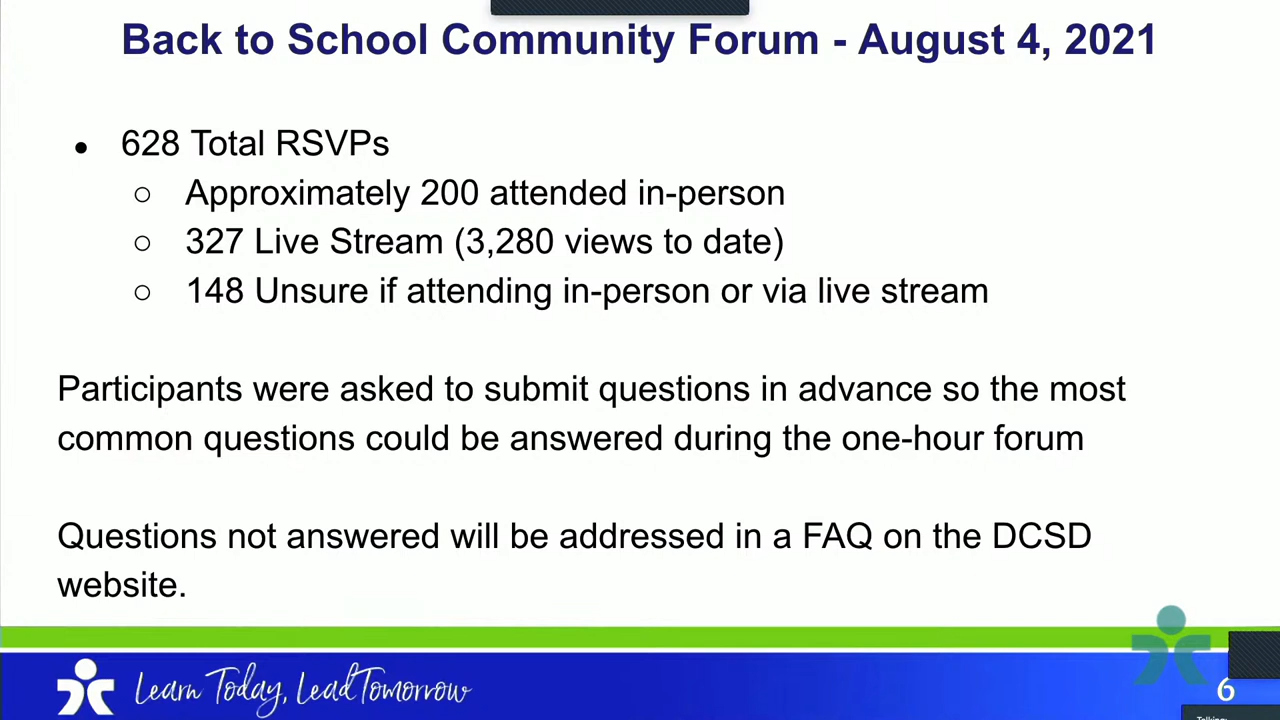 Back to School Community Forum - August 4, 2021
● 628 Total RSVPs
○ Approximately 200 attended in-person
○ 327 Live Stream (3,280 views to date)
○ 148 Unsure if attending in-person or via live stream
Participants were asked to submit questions in advance so the most
common questions could be answered during the one-hour forum
Questions not answered will be addressed in a FAQ on the DCSD
website.
Learn Today, Lead Tomorrow
6
Talking: